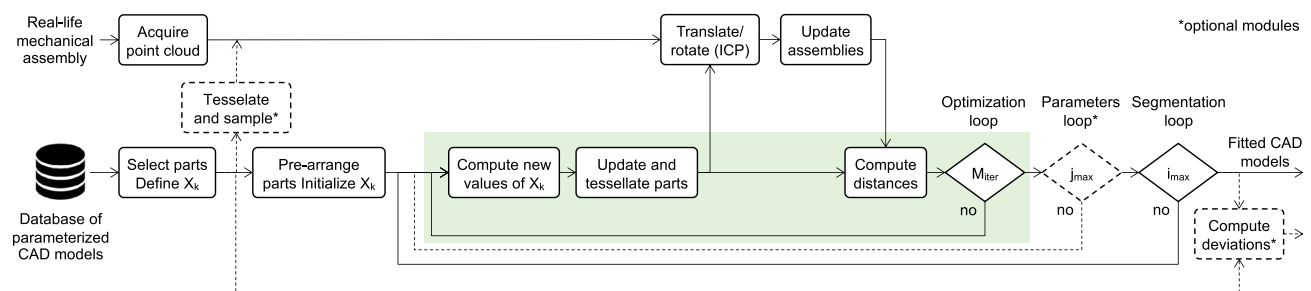 Real-life
mechanical
assembly
Acquire
point cloud
Translate/
rotate (ICP)
Update
assemblies
*optional modules
Tesselate
and sample*
Optimization
loop
Parameters
loop*
Segmentation
loop
Fitted CAD
models
Select parts
Define Xk
Pre-arrange
parts Initialize Xk
Compute new
values of Xk
Update and
tessellate parts
Compute
distances
Miter
jmax
imax
no
no
no
Database of
parameterized
CAD models
Compute
deviations*